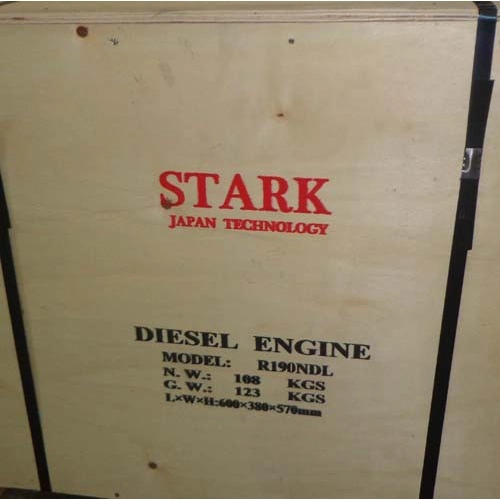 STARK
JAPAN TECHNOLOGY
DIESEL ENGINE
MODEL: R190NDL
N. W.: 108 KGS
G. W.: 123 KGS
L×W×H:600×380×570mm